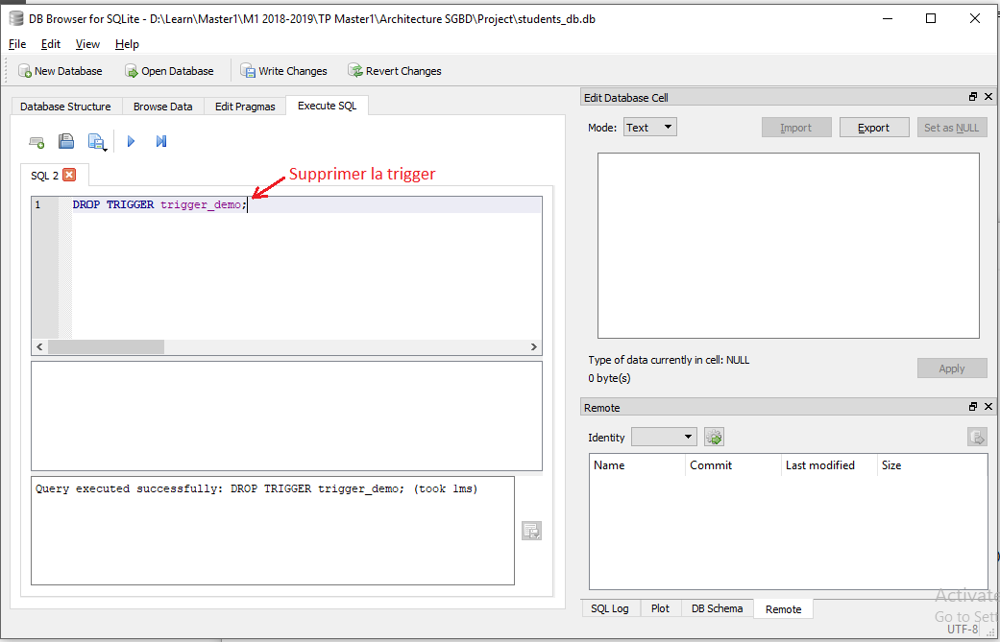 DB Browser for SQLite - D:\Learn\Master1\M1 2018-2019\TP Master1\Architecture SGBD\Project\students_db.db
File Edit View Help
New Database Open Database Write Changes Revert Changes
Database Structure Browse Data Edit Pragmas Execute SQL
SQL 2
Supprimer la trigger
1 DROP TRIGGER trigger_demo;
Query executed successfully: DROP TRIGGER trigger_demo; (took 1ms)
Edit Database Cell
Mode: Text Import Export Set as NULL
Type of data currently in cell: NULL
0 byte(s)
Apply
Remote
Identity
Name Commit Last modified Size
SQL Log Plot DB Schema Remote
Activate
Go to Sett
UTF-8